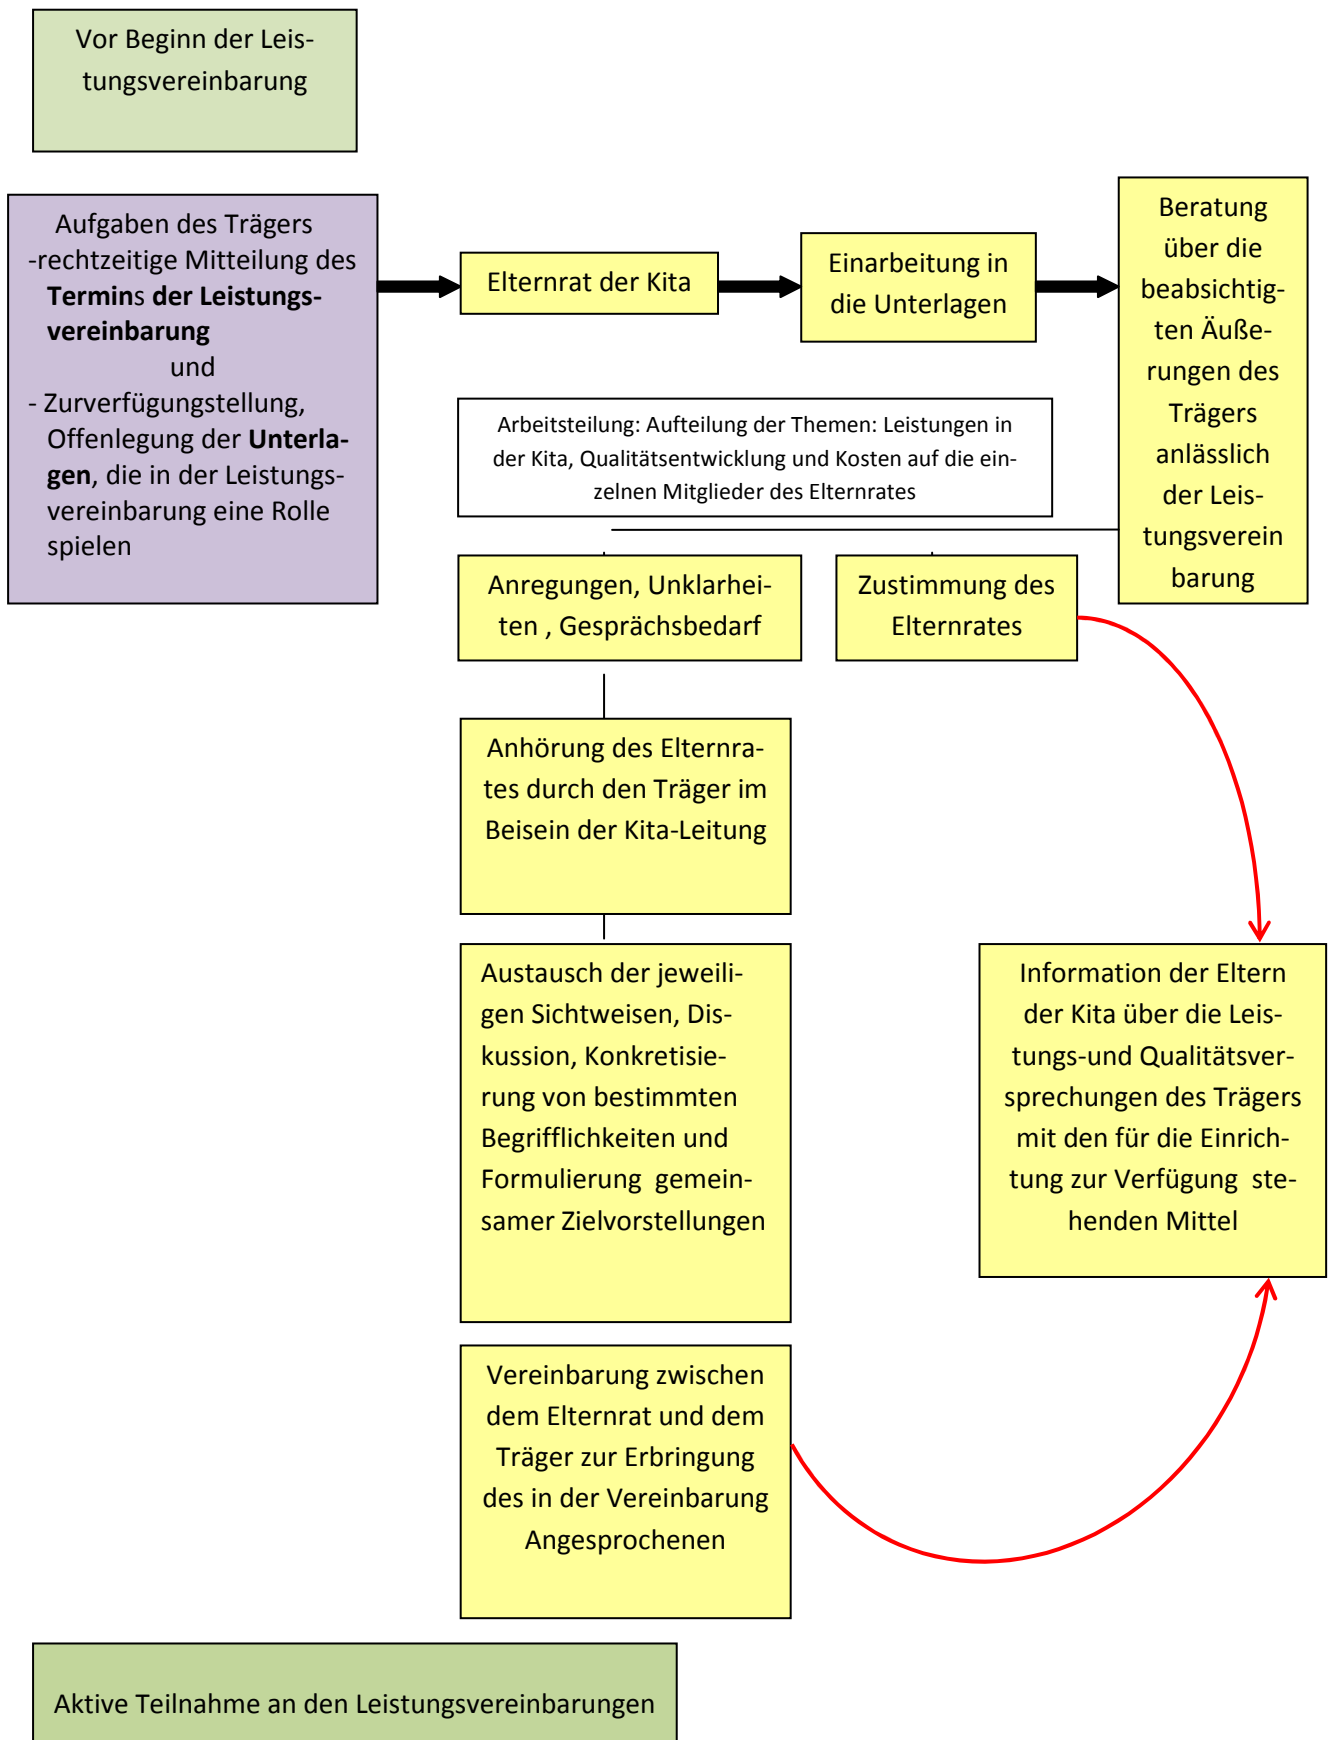 Vor Beginn der Leis-
tungsvereinbarung
Aufgaben des Trägers
-rechtzeitige Mitteilung des
Termins der Leistungs-
vereinbarung
und
- Zurverfügungstellung,
Offenlegung der Unterla-
gen, die in der Leistungs-
vereinbarung eine Rolle
spielen
Elternrat der Kita
Einarbeitung in
die Unterlagen
Beratung
über die
beabsichtig-
ten Äuße-
rungen des
Trägers
anlässlich
der Leis-
tungsverein
barung
Arbeitsteilung: Aufteilung der Themen: Leistungen in
der Kita, Qualitätsentwicklung und Kosten auf die ein-
zelnen Mitglieder des Elternrates
Anregungen, Unklarhei-
ten , Gesprächsbedarf
Zustimmung des
Elternrates
Anhörung des Elternra-
tes durch den Träger im
Beisein der Kita-Leitung
Austausch der jeweili-
gen Sichtweisen, Dis-
kussion, Konkretisie-
rung von bestimmten
Begrifflichkeiten und
Formulierung  gemein-
samer Zielvorstellungen
Information der Eltern
der Kita über die Leis-
tungs-und Qualitätsver-
sprechungen des Trägers
mit den für die Einrich-
tung zur Verfügung  ste-
henden Mittel
Vereinbarung zwischen
dem Elternrat und dem
Träger zur Erbringung
des in der Vereinbarung
Angesprochenen
Aktive Teilnahme an den Leistungsvereinbarungen